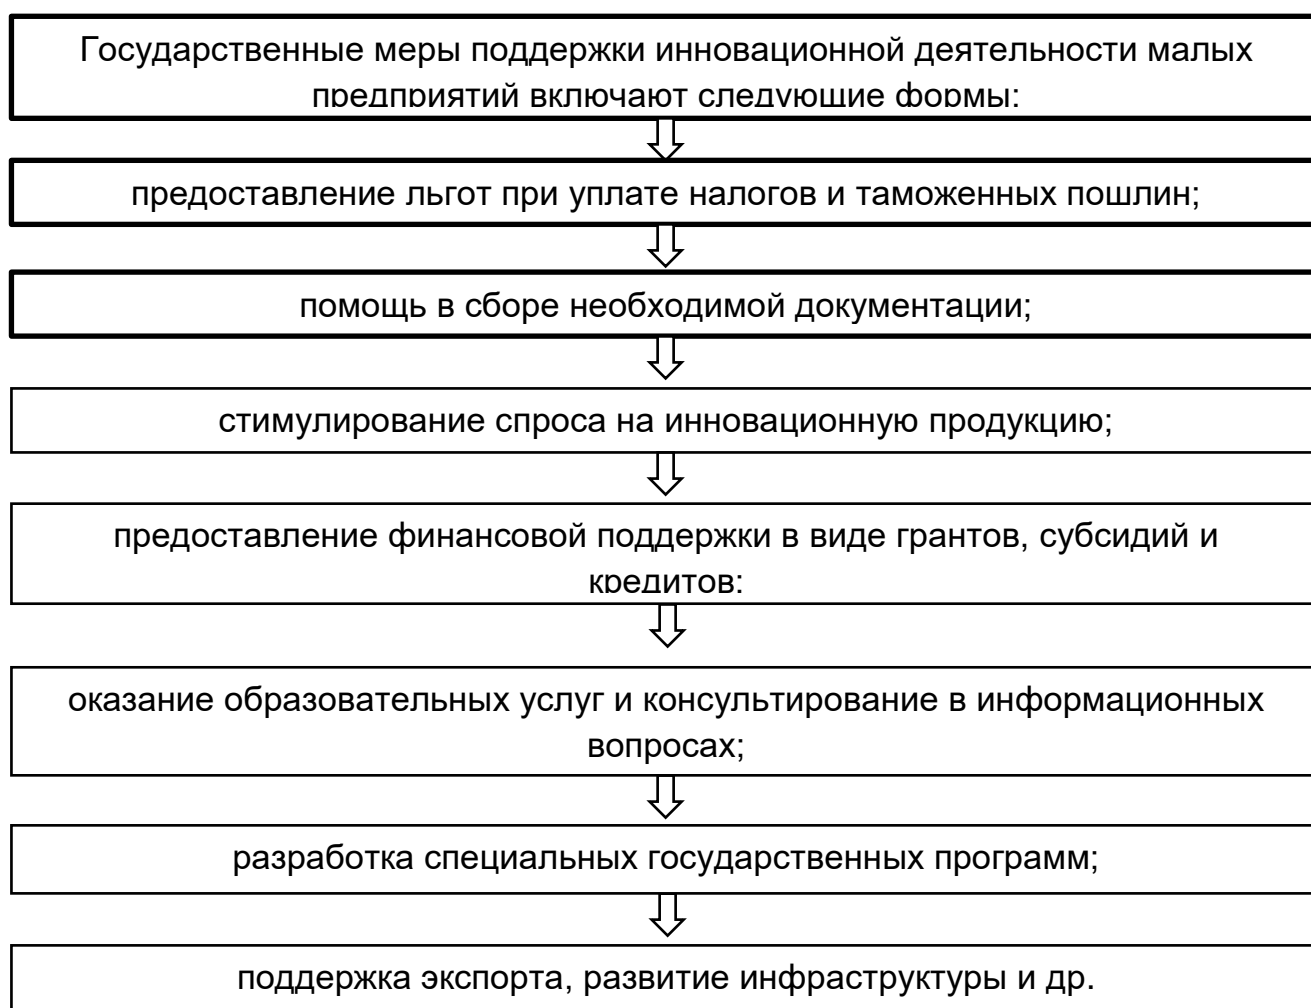 Государственные меры поддержки инновационной деятельности малых
предприятий включают следующие формы:
предоставление льгот при уплате налогов и таможенных пошлин;
помощь в сборе необходимой документации;
стимулирование спроса на инновационную продукцию;
предоставление финансовой поддержки в виде грантов, субсидий и
кредитов;
оказание образовательных услуг и консультирование в информационных
вопросах;
разработка специальных государственных программ;
поддержка экспорта, развитие инфраструктуры и др.